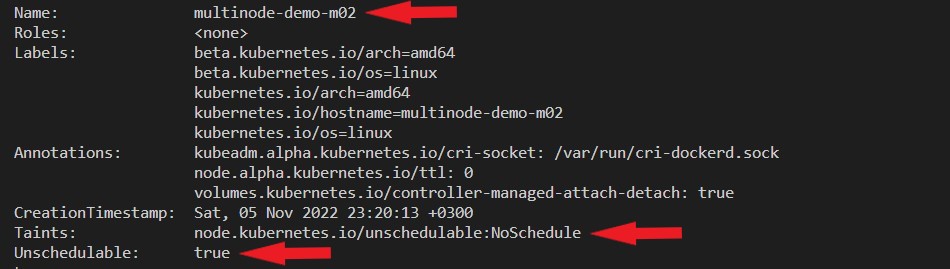 Name: multinode-demo-m02
Roles: <none>
Labels: beta.kubernetes.io/arch=amd64
beta.kubernetes.io/os=linux
kubernetes.io/arch=amd64
kubernetes.io/hostname=multinode-demo-m02
kubernetes.io/os=linux
Annotations: kubeadm.alpha.kubernetes.io/cri-socket: /var/run/cri-dockerd.sock
node.alpha.kubernetes.io/ttl: 0
volumes.kubernetes.io/controller-managed-attach-detach: true
CreationTimestamp: Sat, 05 Nov 2022 23:20:13 +0300
Taints: node.kubernetes.io/unschedulable:NoSchedule
Unschedulable: true